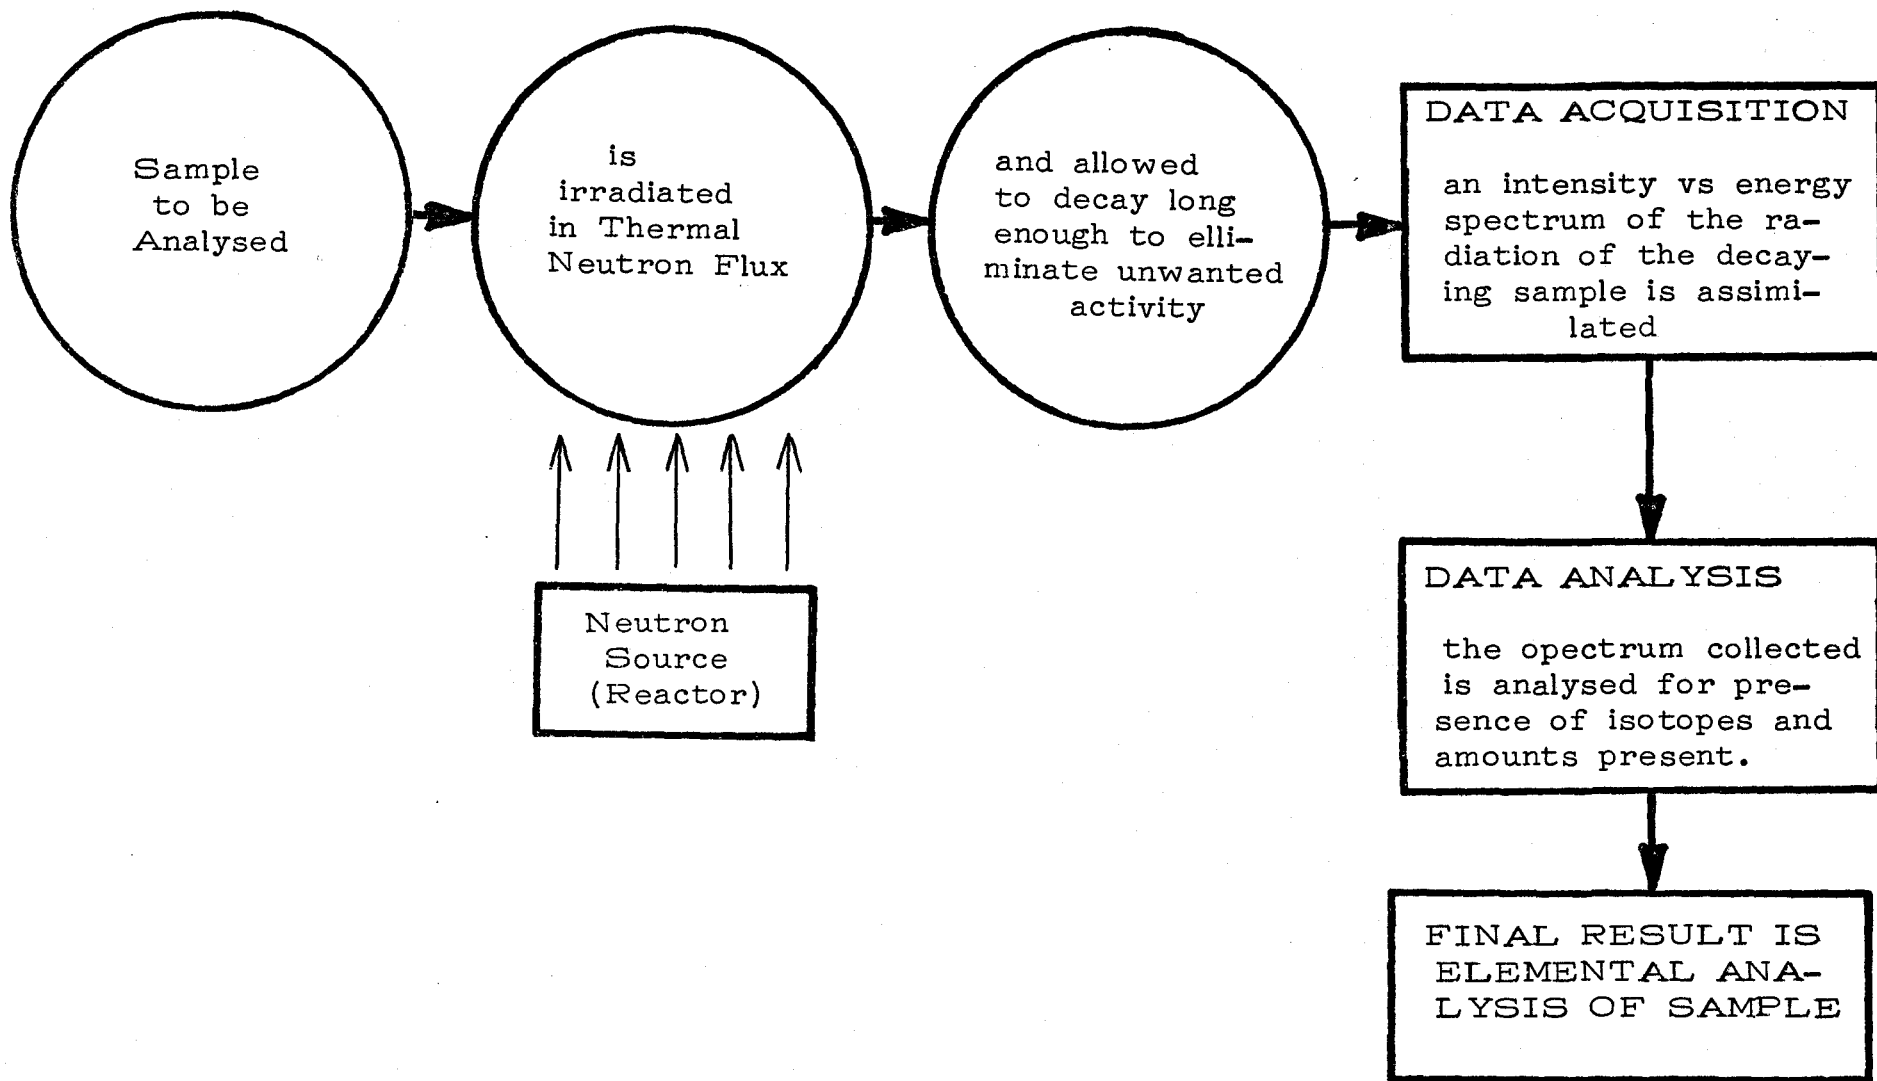 Sample
to be
Analysed
is
irradiated
in Thermal
Neutron Flux
and allowed
to decay long
enough to elli-
minate unwanted
activity
DATA ACQUISITION
an intensity vs energy
spectrum of the ra-
diation of the decay-
ing sample is assimi-
lated
Neutron
Source
(Reactor)
DATA ANALYSIS
the opectrum collected
is analysed for pre-
sence of isotopes and
amounts present.
FINAL RESULT IS
ELEMENTAL ANA-
LYSIS OF SAMPLE